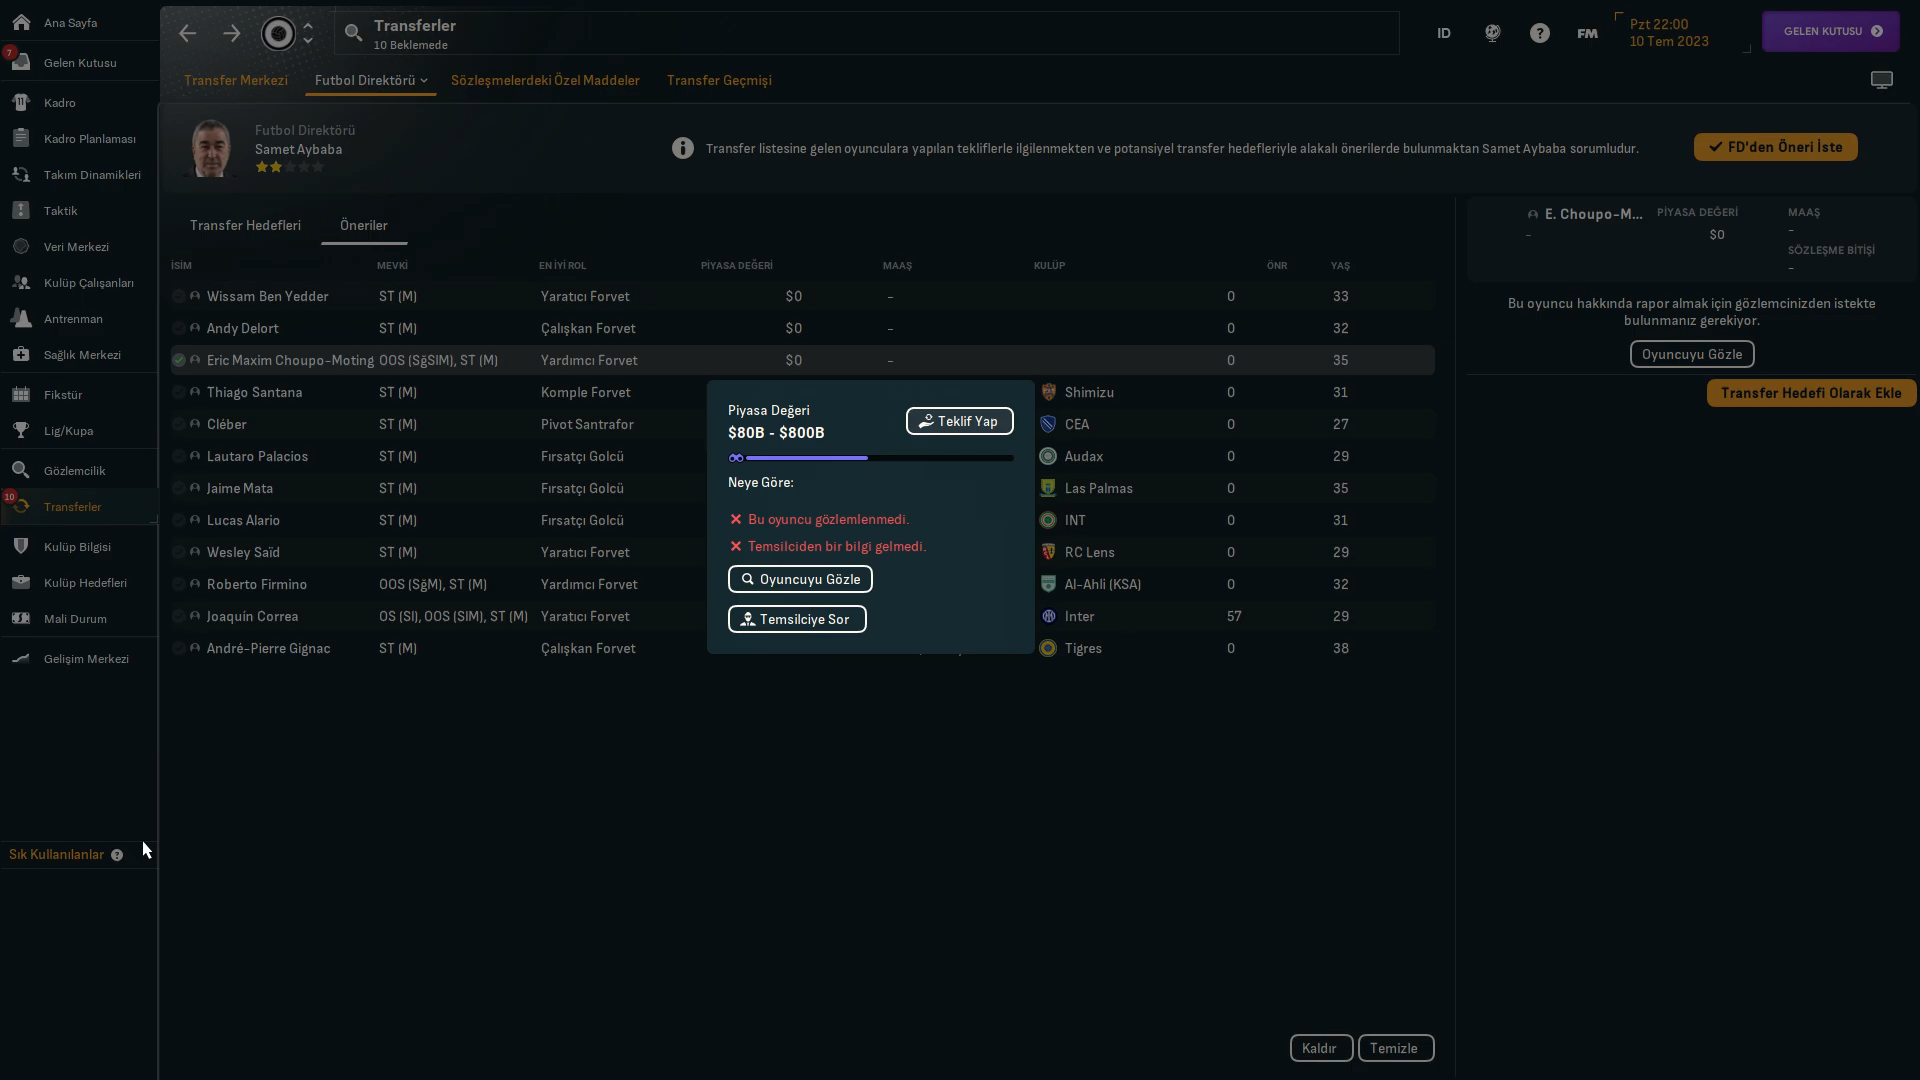 Ana Sayfa
7
Gelen Kutusu
Kadro
Kadro Planlaması
Takım Dinamikleri
Taktik
Veri Merkezi
Kulüp Çalışanları
Antrenman
Sağlık Merkezi
Fikstür
Lig/Kupa
Gözlemcilik
10
Transferler
Kulüp Bilgisi
Kulüp Hedefleri
Mali Durum
Gelişim Merkezi
Sık Kullanılanlar ?
Transferler
10 Beklemede
ID
?
FM
Pzt 22:00
10 Tem 2023
GELEN KUTUSU
Transfer Merkezi Futbol Direktörü Sözleşmelerdeki Özel Maddeler Transfer Geçmişi
Futbol Direktörü
Samet Aybaba
Transfer listesine gelen oyunculara yapılan tekliflerle ilgilenmekten ve potansiyel transfer hedefleriyle alakalı önerilerde bulunmaktan Samet Aybaba sorumludur.
FD'den Öneri İste
Transfer Hedefleri Öneriler
İSİM MEVKİ EN İYİ ROL PİYASA DEĞERİ MAAŞ KULÜP ÖNR YAŞ
Wissam Ben Yedder ST (M) Yaratıcı Forvet $0 - 0 33
Andy Delort ST (M) Çalışkan Forvet $0 - 0 32
Eric Maxim Choupo-Moting OOS (SğSlM), ST (M) Yardımcı Forvet $0 - 0 35
Thiago Santana ST (M) Komple Forvet Shimizu 0 31
Cléber ST (M) Pivot Santrafor CEA 0 27
Lautaro Palacios ST (M) Fırsatçı Golcü Audax 0 29
Jaime Mata ST (M) Fırsatçı Golcü Las Palmas 0 35
Lucas Alario ST (M) Fırsatçı Golcü INT 0 31
Wesley Saïd ST (M) Yaratıcı Forvet RC Lens 0 29
Roberto Firmino OOS (SğM), ST (M) Yardımcı Forvet Al-Ahli (KSA) 0 32
Joaquín Correa OS (Sl), OOS (SlM), ST (M) Yaratıcı Forvet Inter 57 29
André-Pierre Gignac ST (M) Çalışkan Forvet Tigres 0 38
Piyasa Değeri
$80B - $800B
Teklif Yap
Neye Göre:
Bu oyuncu gözlemlenmedi.
Temsilciden bir bilgi gelmedi.
Oyuncuyu Gözle
Temsilciye Sor
E. Choupo-M...
-
PİYASA DEĞERİ
$0
MAAŞ
-
SÖZLEŞME BİTİŞİ
-
Bu oyuncu hakkında rapor almak için gözlemcinizden istekte
bulunmanız gerekiyor.
Oyuncuyu Gözle
Transfer Hedefi Olarak Ekle
Kaldır Temizle